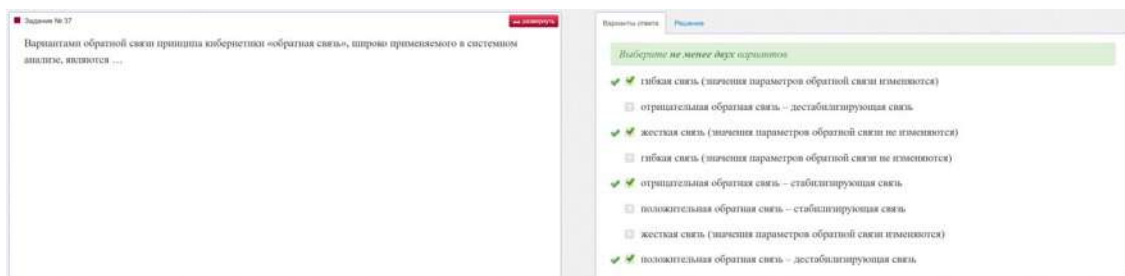 Задание № 37
развернуть
Вариантами обратной связи принципа кибернетики «обратная связь», широко применяемого в системном
анализе, являются …
Варианты ответа Решение
Выберите не менее двух вариантов
гибкая связь (значения параметров обратной связи изменяются)
отрицательная обратная связь – дестабилизирующая связь
жесткая связь (значения параметров обратной связи не изменяются)
гибкая связь (значения параметров обратной связи не изменяются)
отрицательная обратная связь – стабилизирующая связь
положительная обратная связь – стабилизирующая связь
жесткая связь (значения параметров обратной связи изменяются)
положительная обратная связь – дестабилизирующая связь